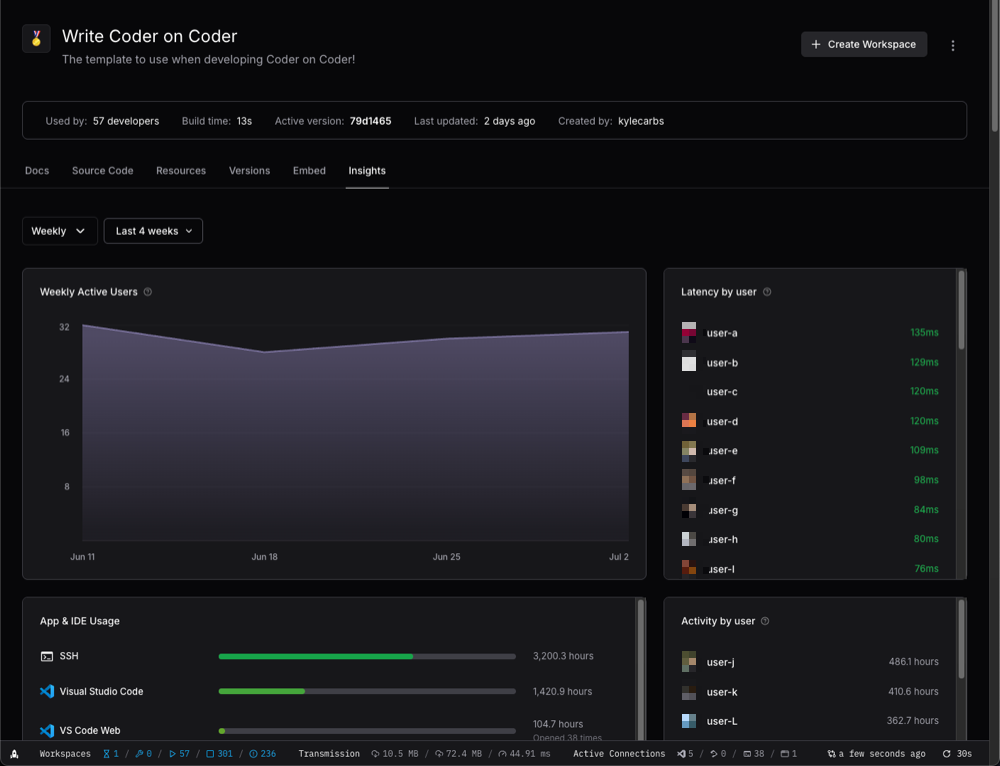 Write Coder on Coder
The template to use when developing Coder on Coder!
Create Workspace
Used by: 57 developers Build time: 13s Active version: 79d1465 Last updated: 2 days ago Created by: kylecarbs
Docs Source Code Resources Versions Embed Insights
Weekly Last 4 weeks
Weekly Active Users
32
24
16
8
Jun 11 Jun 18 Jun 25 Jul 2
Latency by user
user-a 135ms
user-b 129ms
user-c 120ms
user-d 120ms
user-e 109ms
user-f 98ms
user-g 84ms
user-h 80ms
user-l 76ms
App & IDE Usage
SSH 3,200.3 hours
Visual Studio Code 1,420.9 hours
VS Code Web 104.7 hours
Opened 38 times
Activity by user
user-j 486.1 hours
user-k 410.6 hours
user-L 362.7 hours
Workspaces 1 / 0 / 57 / 301 / 236 Transmission 10.5 MB / 72.4 MB / 44.91 ms Active Connections 5 / 0 / 38 / 1 a few seconds ago 30s